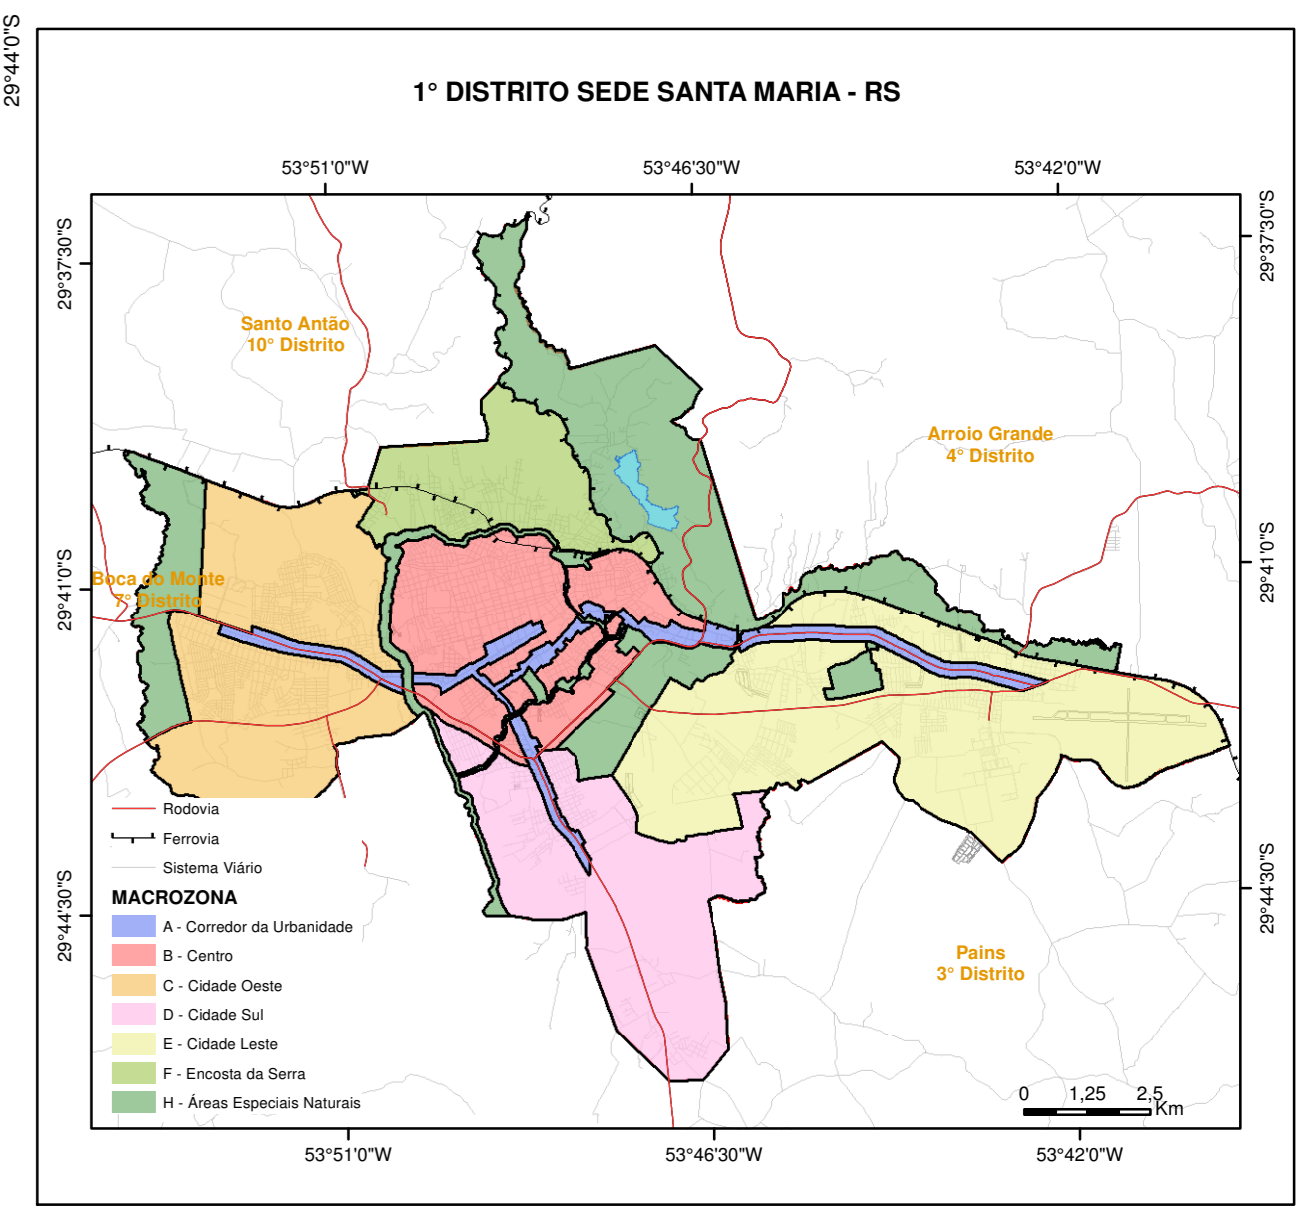 29°44'0"S
1° DISTRITO SEDE SANTA MARIA - RS
53°51'0"W
53°46'30"W
53°42'0"W
29°37'30"S
29°37'30"S
Santo Antão
10° Distrito
Arroio Grande
4° Distrito
29°41'0"S
29°41'0"S
Boca do Monte
7° Distrito
Rodovia
Ferrovia
Sistema Viário
MACROZONA
A - Corredor da Urbanidade
B - Centro
C - Cidade Oeste
D - Cidade Sul
E - Cidade Leste
F - Encosta da Serra
H - Áreas Especiais Naturais
29°44'30"S
29°44'30"S
Pains
3° Distrito
0 1,25 2,5
Km
53°51'0"W
53°46'30"W
53°42'0"W